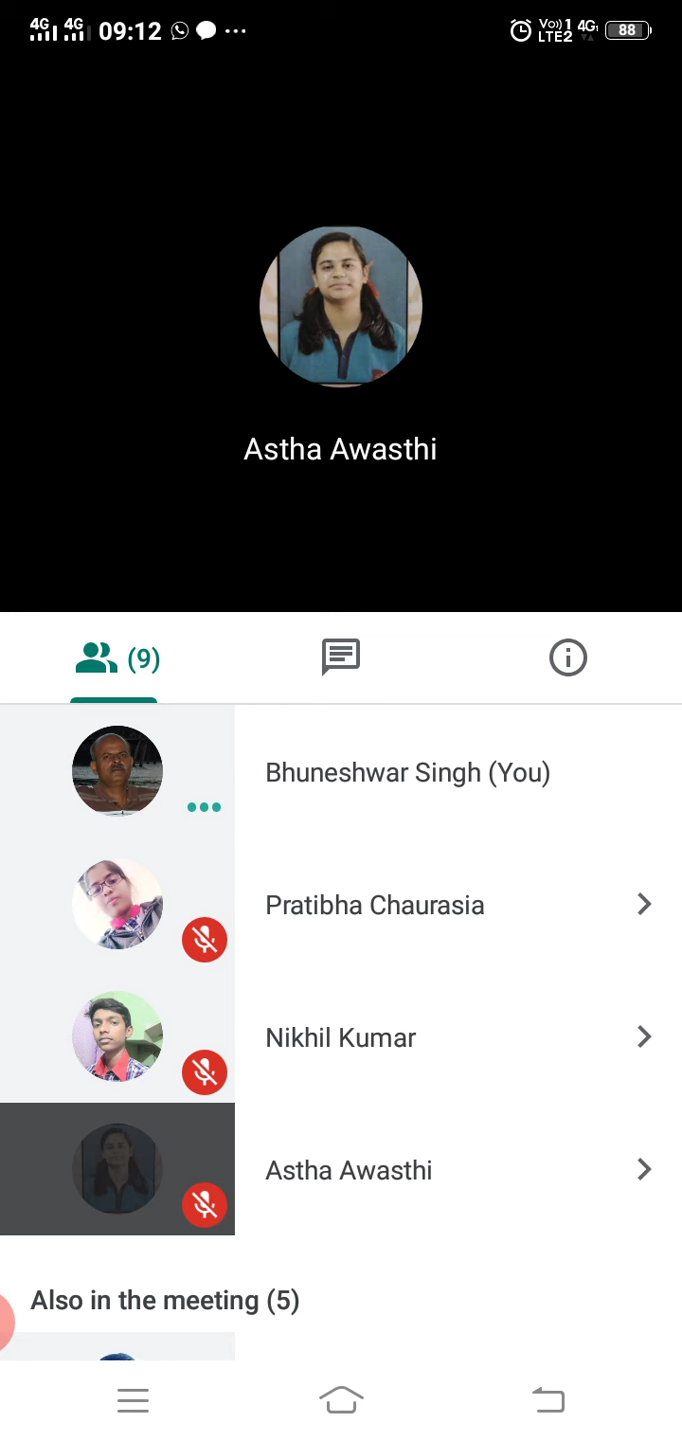 4G 4G 09:12 ... Vo)) 1 LTE2 4G 88
Astha Awasthi
(9)
Bhuneshwar Singh (You)
Pratibha Chaurasia
Nikhil Kumar
Astha Awasthi
Also in the meeting (5)